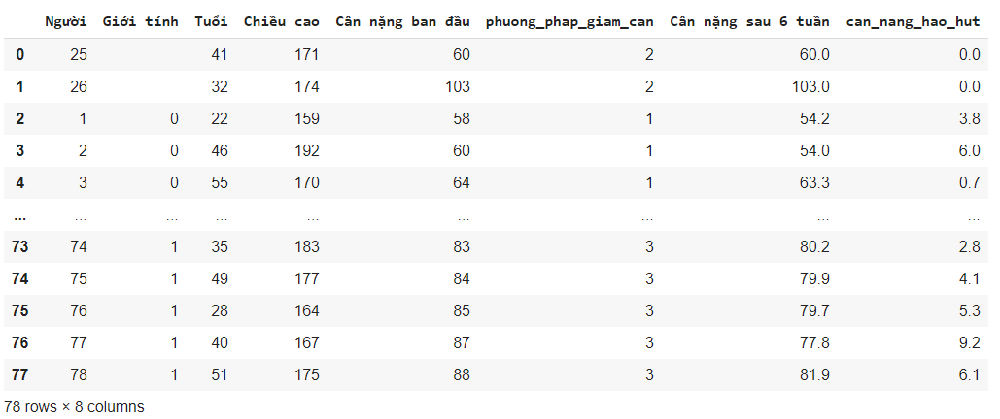 Người Giới tính Tuổi Chiều cao Cân nặng ban đầu phuong_phap_giam_can Cân nặng sau 6 tuần can_nang_hao_hut
0 25 41 171 60 2 60.0 0.0
1 26 32 174 103 2 103.0 0.0
2 1 0 22 159 58 1 54.2 3.8
3 2 0 46 192 60 1 54.0 6.0
4 3 0 55 170 64 1 63.3 0.7
... ... ... ... ... ... ... ... ...
73 74 1 35 183 83 3 80.2 2.8
74 75 1 49 177 84 3 79.9 4.1
75 76 1 28 164 85 3 79.7 5.3
76 77 1 40 167 87 3 77.8 9.2
77 78 1 51 175 88 3 81.9 6.1
78 rows × 8 columns